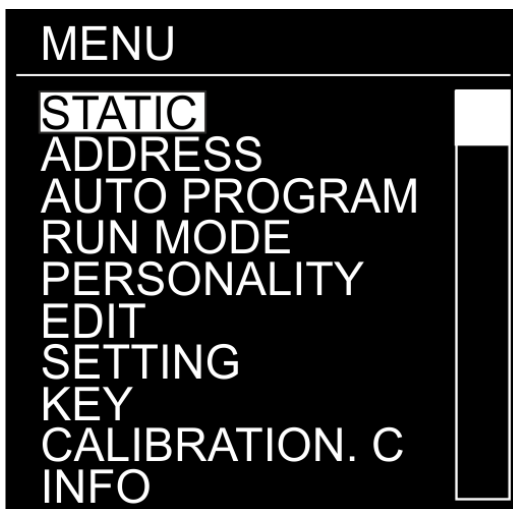 MENU
STATIC
ADDRESS
AUTO PROGRAM
RUN MODE
PERSONALITY
EDIT
SETTING
KEY
CALIBRATION. C
INFO